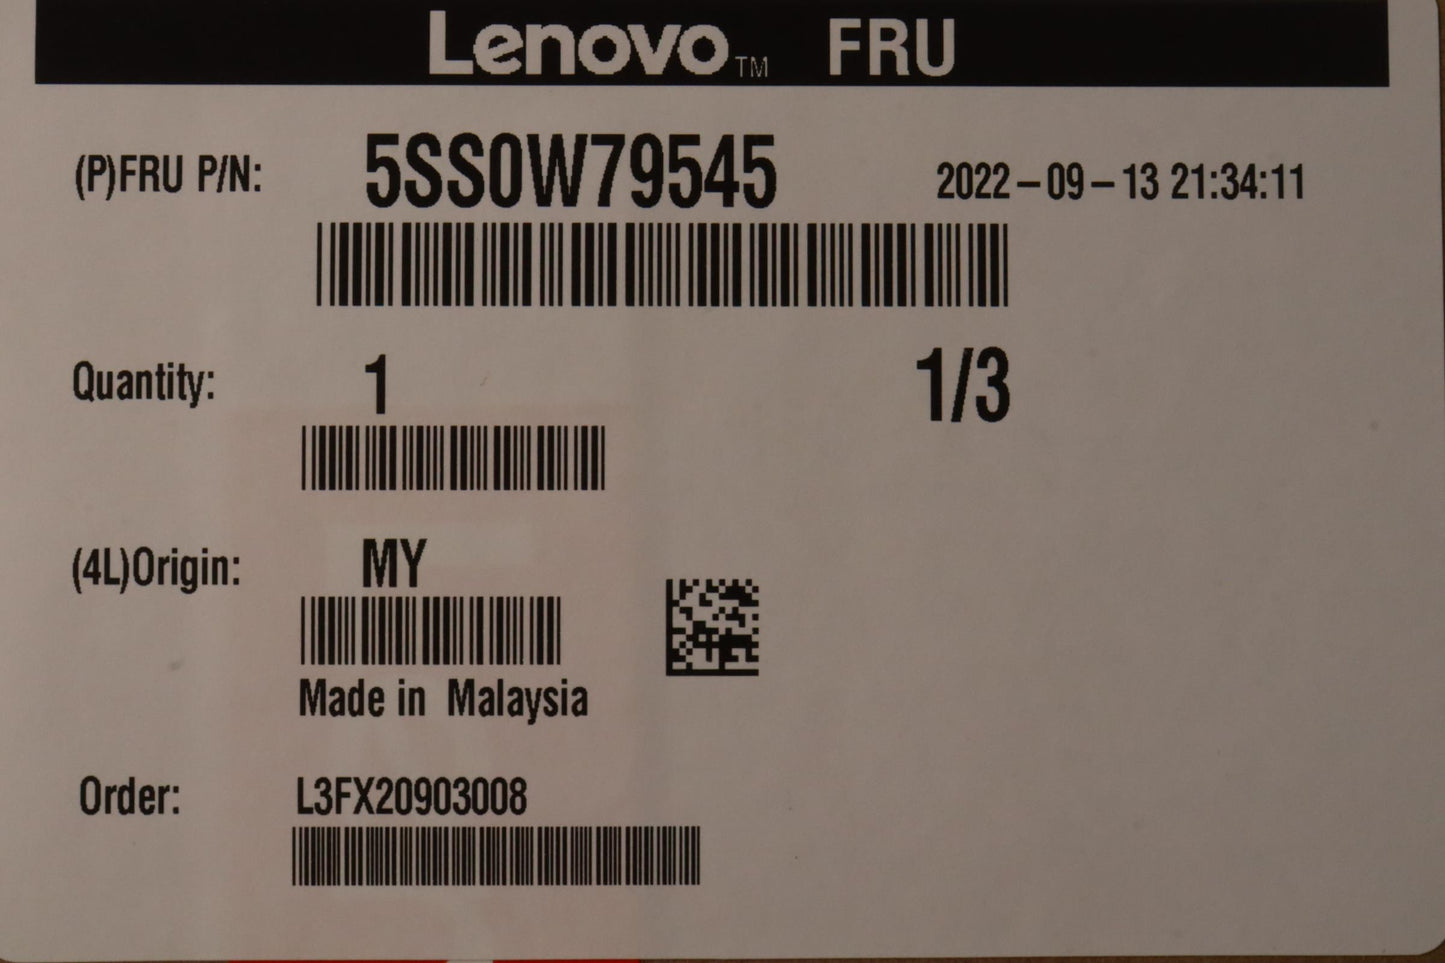 Lenovo™ FRU
(P)FRU P/N: 5SS0W79545 2022-09-13 21:34:11
Quantity: 1 1/3
(4L)Origin: MY
Made in Malaysia
Order: L3FX20903008